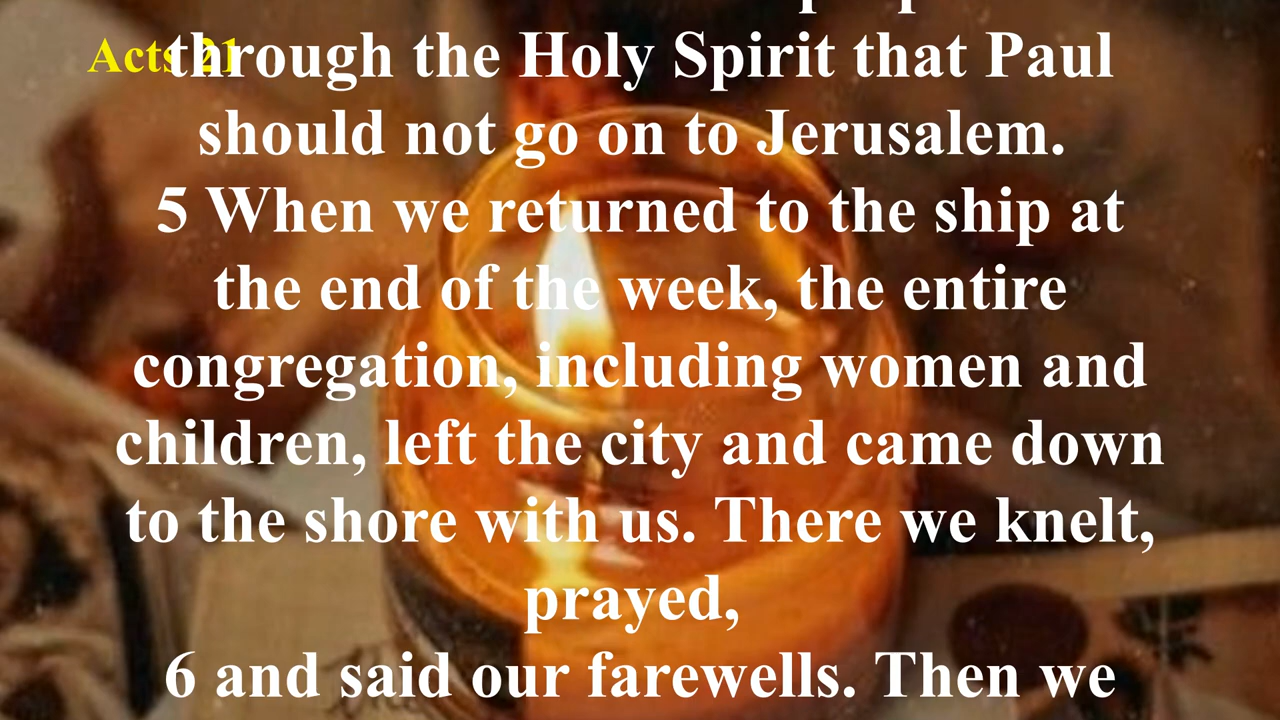 Acts 21
through the Holy Spirit that Paul
should not go on to Jerusalem.
5 When we returned to the ship at
the end of the week, the entire
congregation, including women and
children, left the city and came down
to the shore with us. There we knelt,
prayed,
6 and said our farewells. Then we